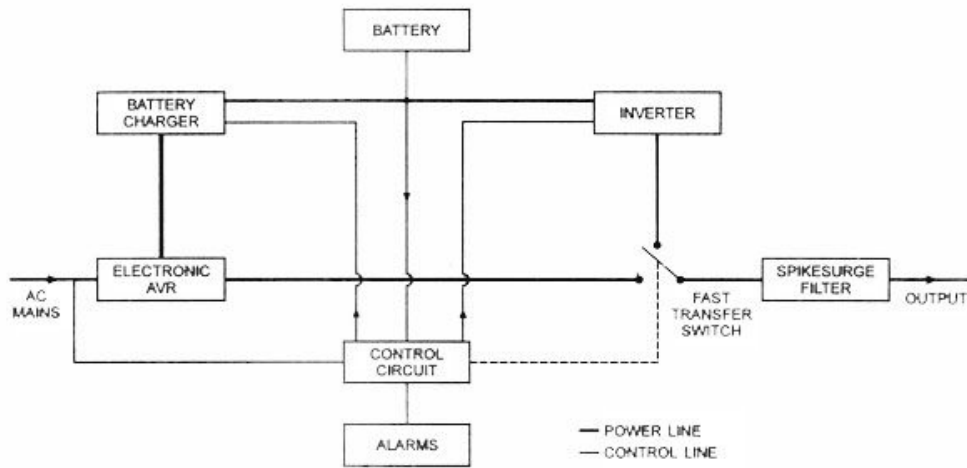 BATTERY
BATTERY
CHARGER
INVERTER
ELECTRONIC
AVR
AC
MAINS
FAST
TRANSFER
SWITCH
SPIKESURGE
FILTER
OUTPUT
CONTROL
CIRCUIT
ALARMS
POWER LINE
CONTROL LINE